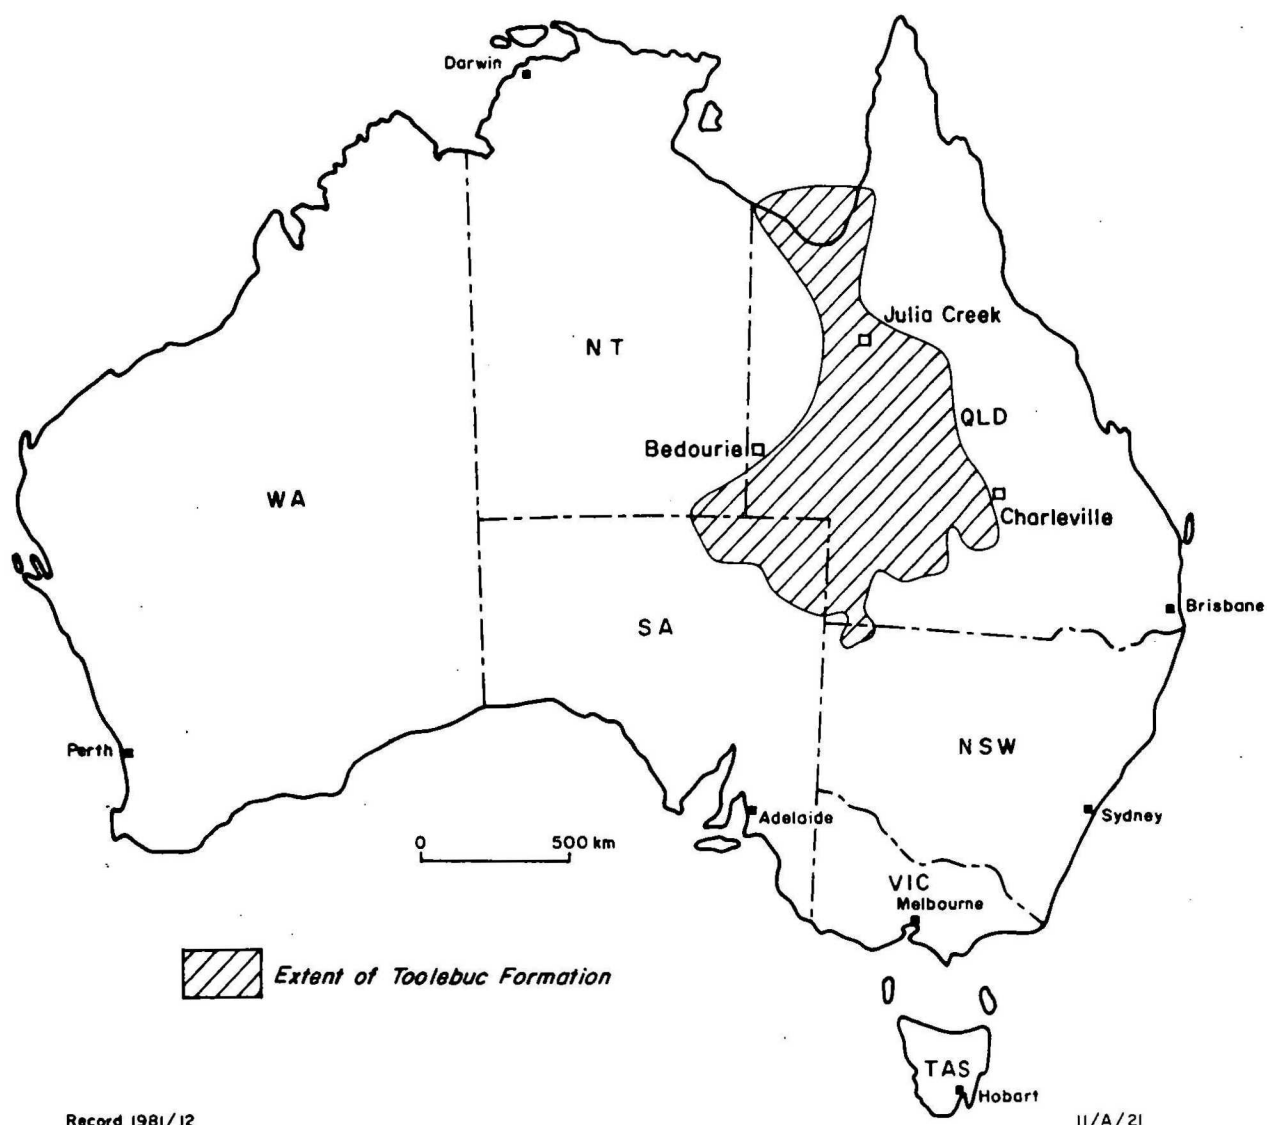 Darwin
Julia Creek
NT
QLD
Bedourie
WA
Charleville
Brisbane
SA
NSW
Perth
Adelaide
Sydney
0 500 km
VIC
Melbourne
Extent of Toolebuc Formation
TAS
Hobart
Record 1981/12
11/A/21